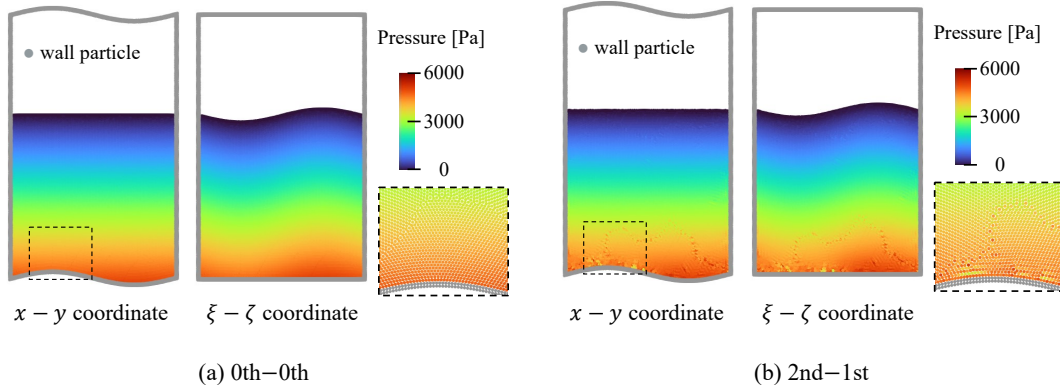 wall particle
Pressure [Pa]
6000
3000
0
x − y coordinate
ξ − ζ coordinate
(a) 0th−0th
wall particle
Pressure [Pa]
6000
3000
0
x − y coordinate
ξ − ζ coordinate
(b) 2nd−1st